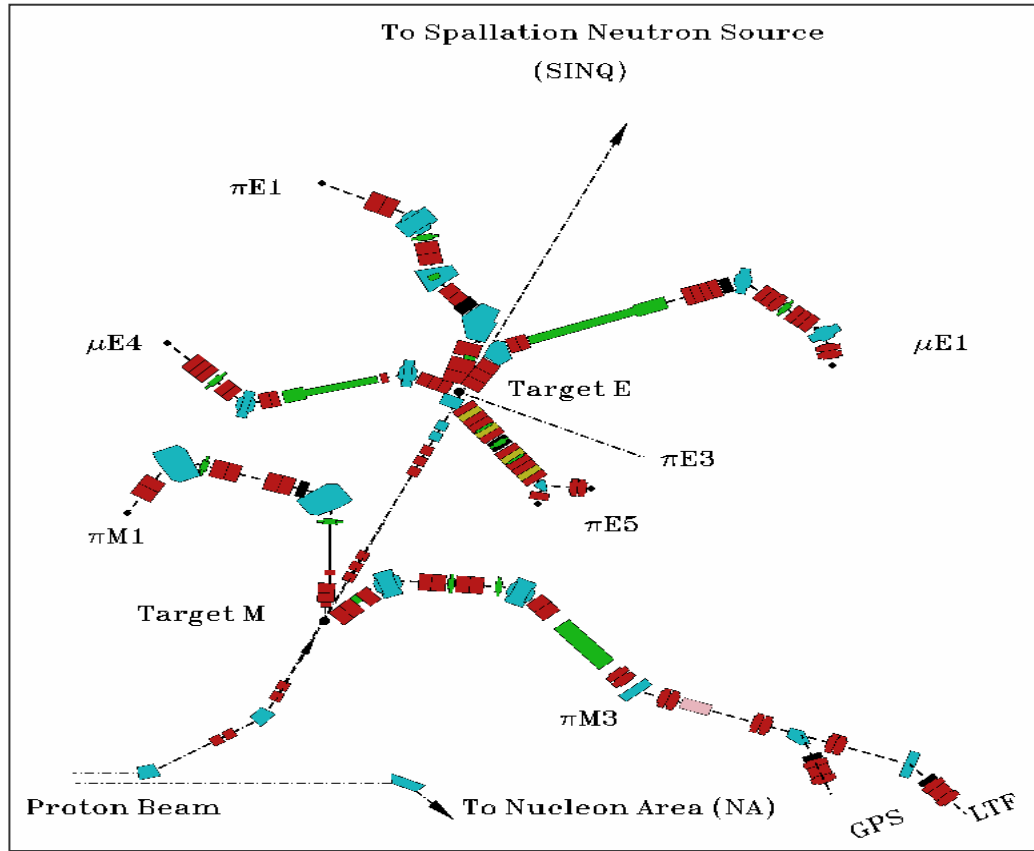 To Spallation Neutron Source
(SINQ)
πE1
μE4
μE1
Target E
πE3
πM1
πE5
Target M
πM3
Proton Beam
To Nucleon Area (NA)
GPS
LTF